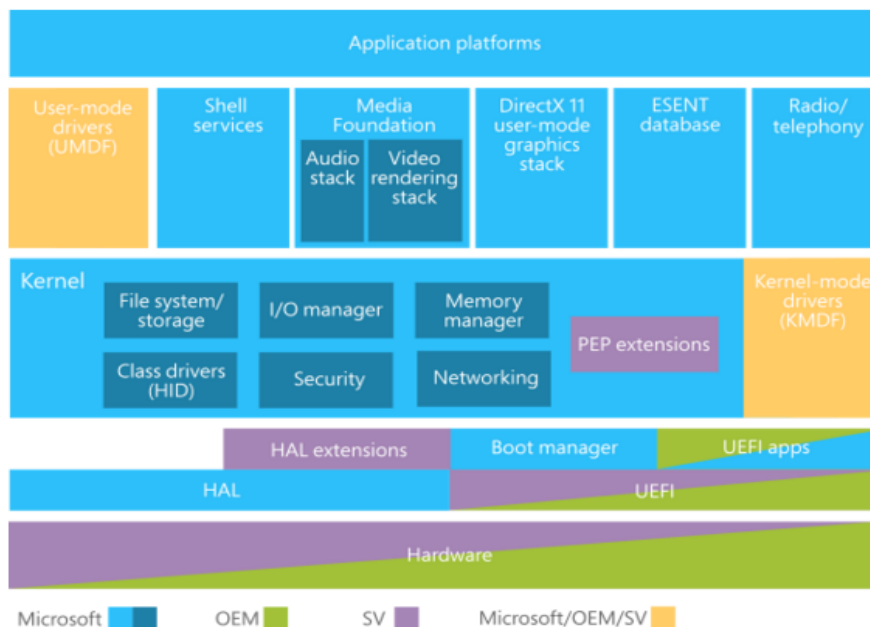 Application platforms
User-mode
drivers
(UMDF)
Shell
services
Media
Foundation
Audio
stack
Video
rendering
stack
DirectX 11
user-mode
graphics
stack
ESENT
database
Radio/
telephony
Kernel
File system/
storage
I/O manager
Memory
manager
Class drivers
(HID)
Security
Networking
PEP extensions
Kernel-mode
drivers
(KMDF)
HAL extensions
Boot manager
UEFI apps
HAL
UEFI
Hardware
Microsoft
OEM
SV
Microsoft/OEM/SV